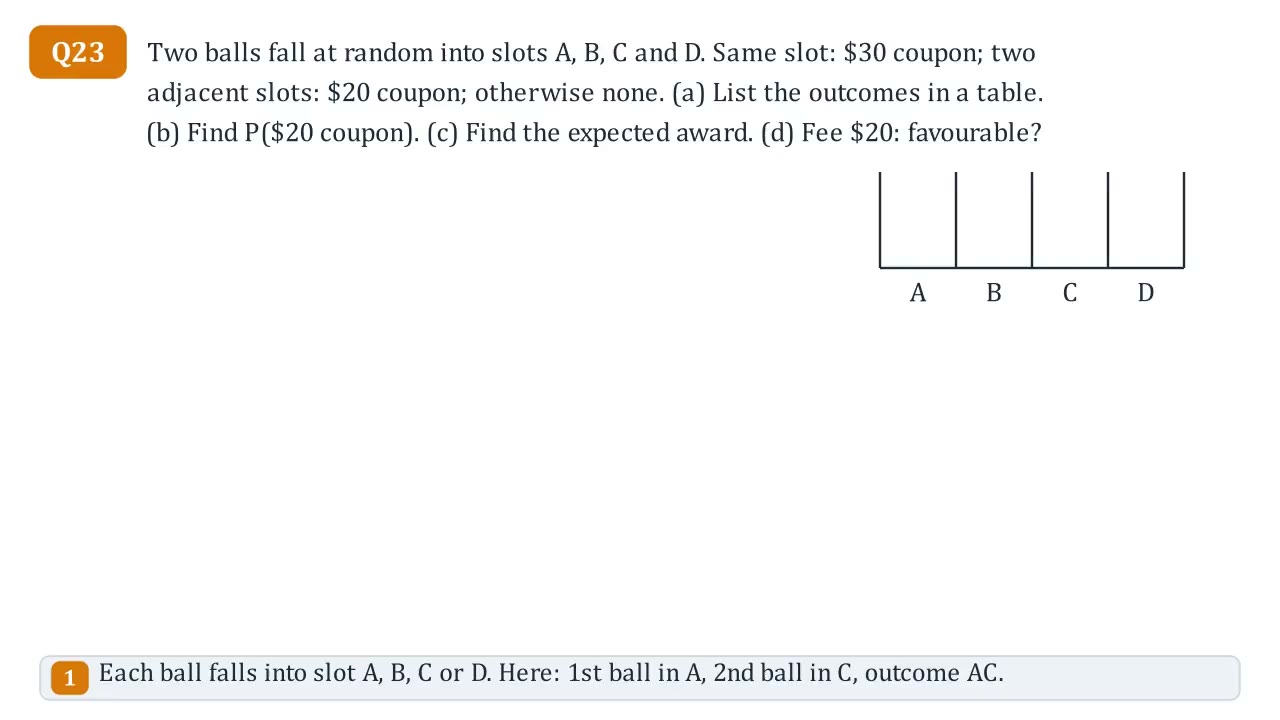 Q23
Two balls fall at random into slots A, B, C and D. Same slot: $30 coupon; two
adjacent slots: $20 coupon; otherwise none. (a) List the outcomes in a table.
(b) Find P($20 coupon). (c) Find the expected award. (d) Fee $20: favourable?
A B C D
1 Each ball falls into slot A, B, C or D. Here: 1st ball in A, 2nd ball in C, outcome AC.